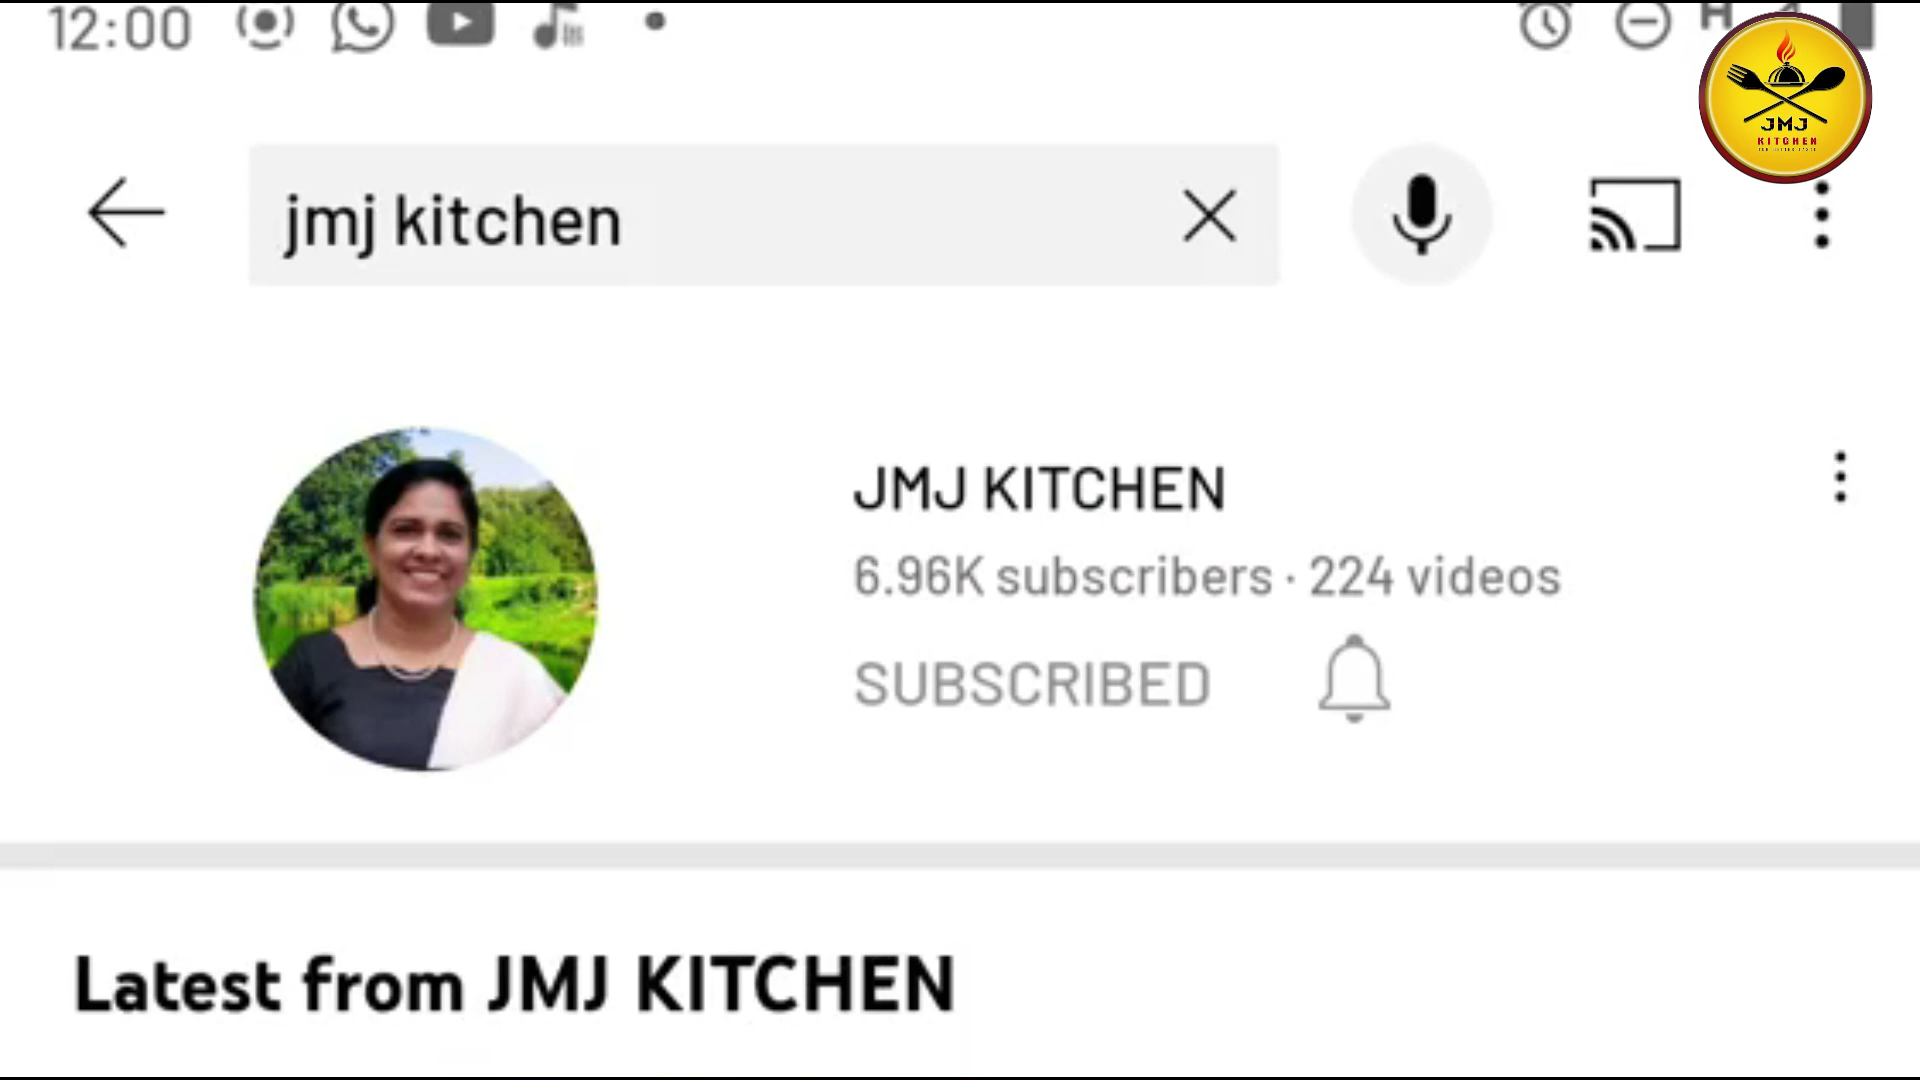 12:00
H
JMJ
KITCHEN
jmj kitchen
JMJ KITCHEN
6.96K subscribers · 224 videos
SUBSCRIBED
Latest from JMJ KITCHEN